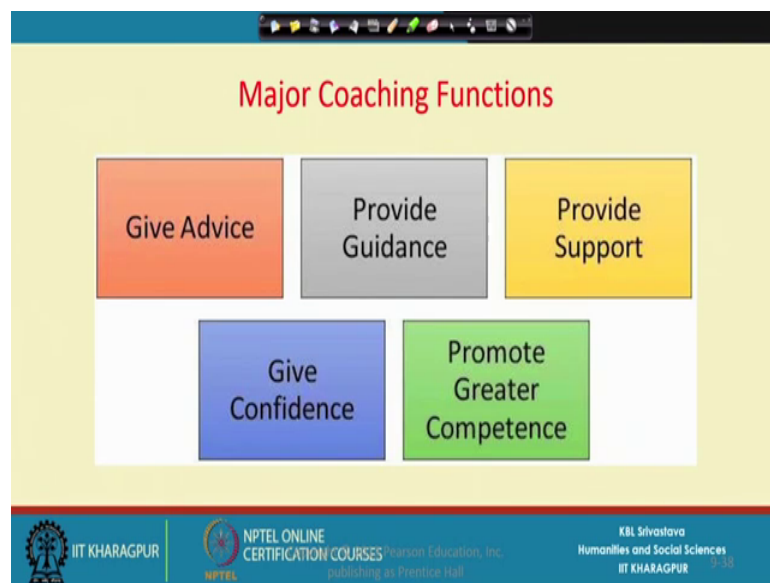 Major Coaching Functions
Give Advice
Provide
Guidance
Provide
Support
Give
Confidence
Promote
Greater
Competence
IIT KHARAGPUR
NPTEL
NPTEL ONLINE
CERTIFICATION COURSES
Pearson Education, Inc.
publishing as Prentice Hall
KBL Srivastava
Humanities and Social Sciences
IIT KHARAGPUR
9-38